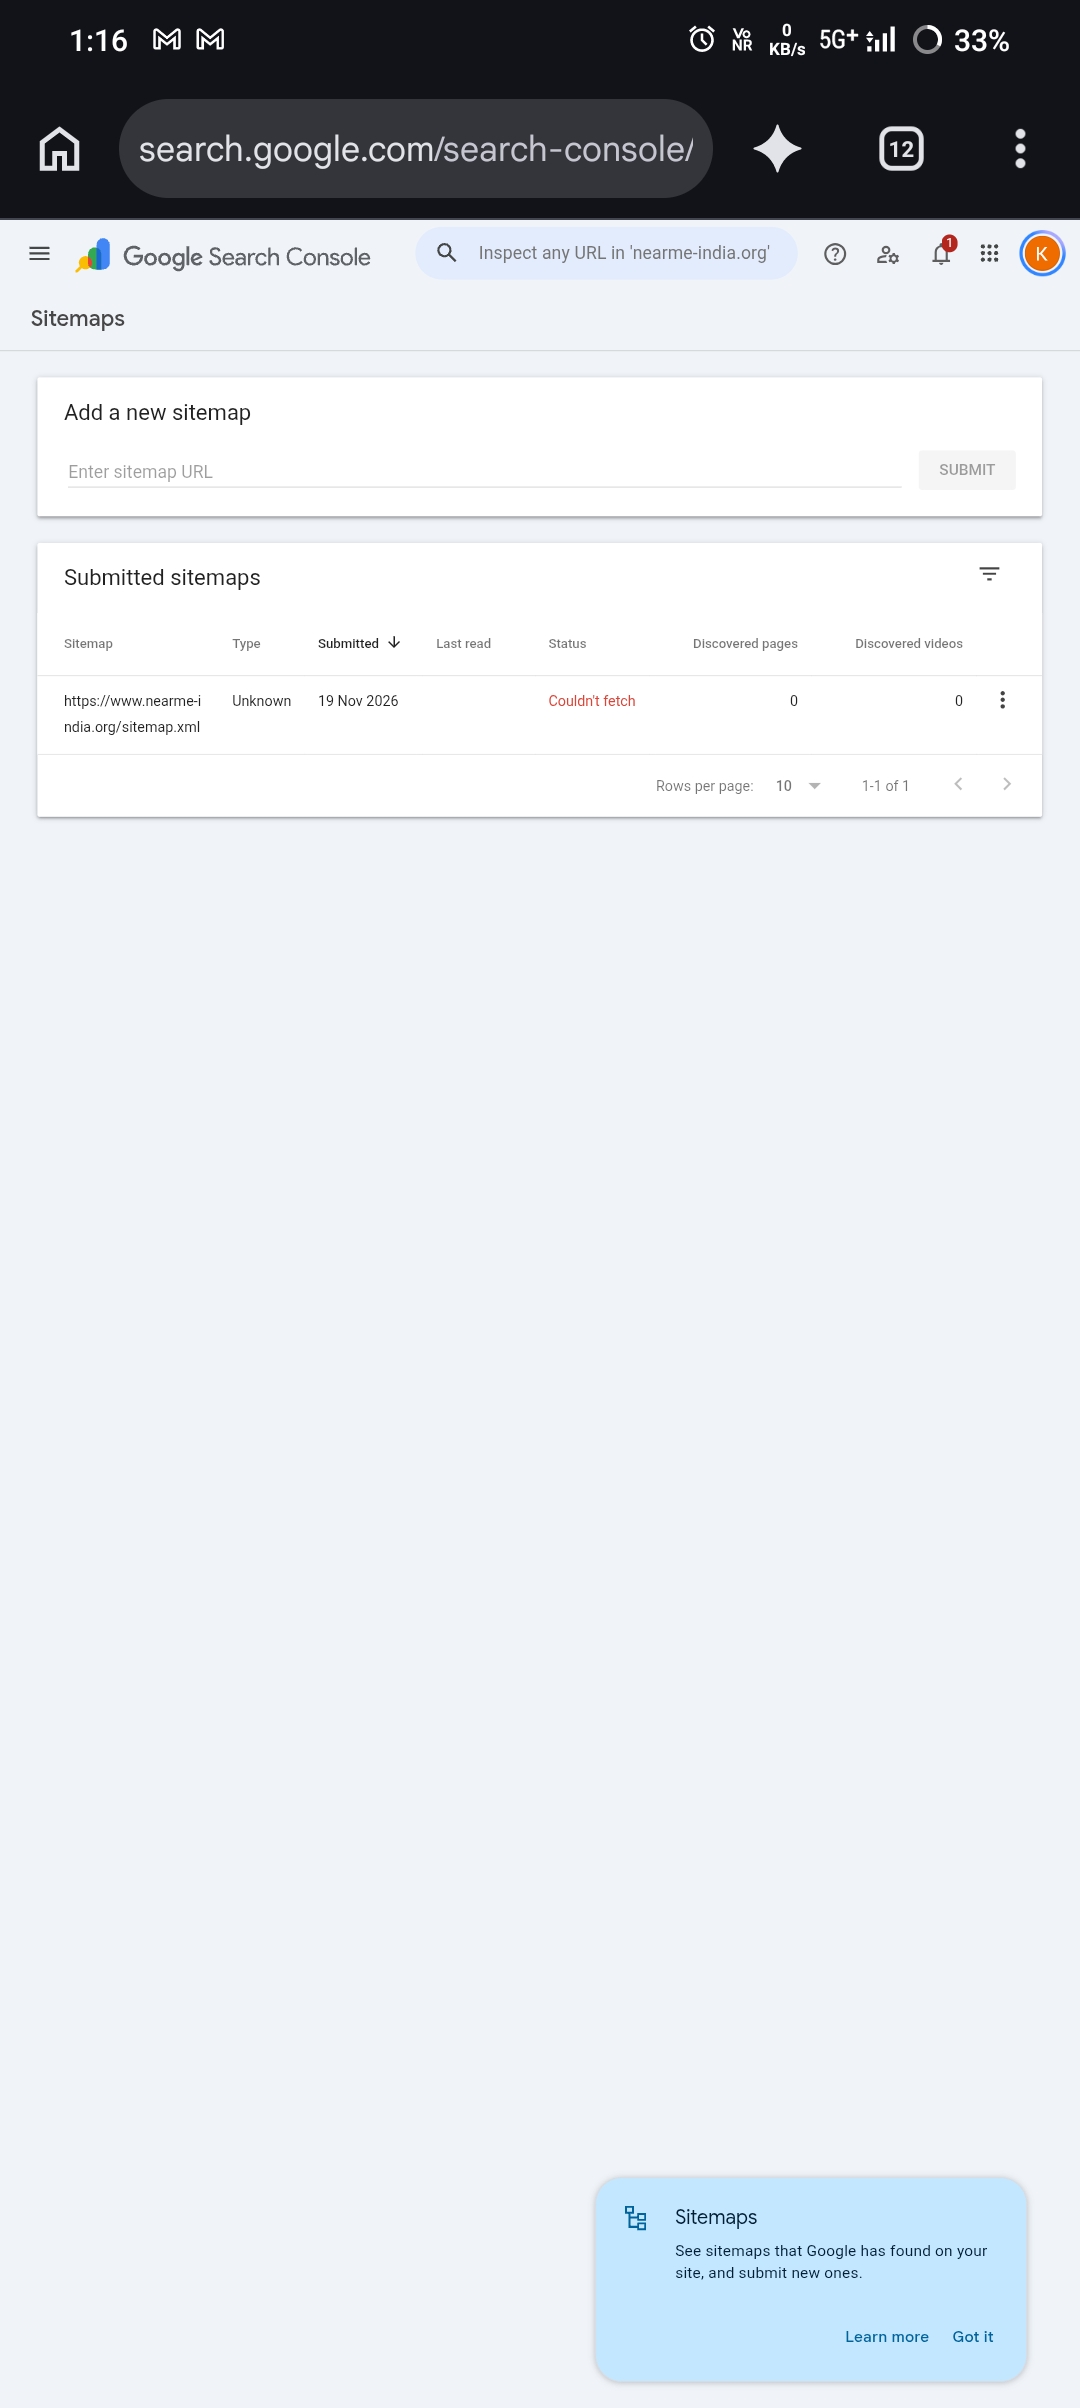 1:16
Vo NR
0 KB/s
5G+
33%
search.google.com/search-console/
12
Google Search Console
Inspect any URL in 'nearme-india.org'
1
K
Sitemaps
Add a new sitemap
Enter sitemap URL
SUBMIT
Submitted sitemaps
Sitemap Type Submitted Last read Status Discovered pages Discovered videos
https://www.nearme-i Unknown 19 Nov 2026 Couldn't fetch 0 0
ndia.org/sitemap.xml
Rows per page: 10 1-1 of 1
Sitemaps
See sitemaps that Google has found on your
site, and submit new ones.
Learn more Got it